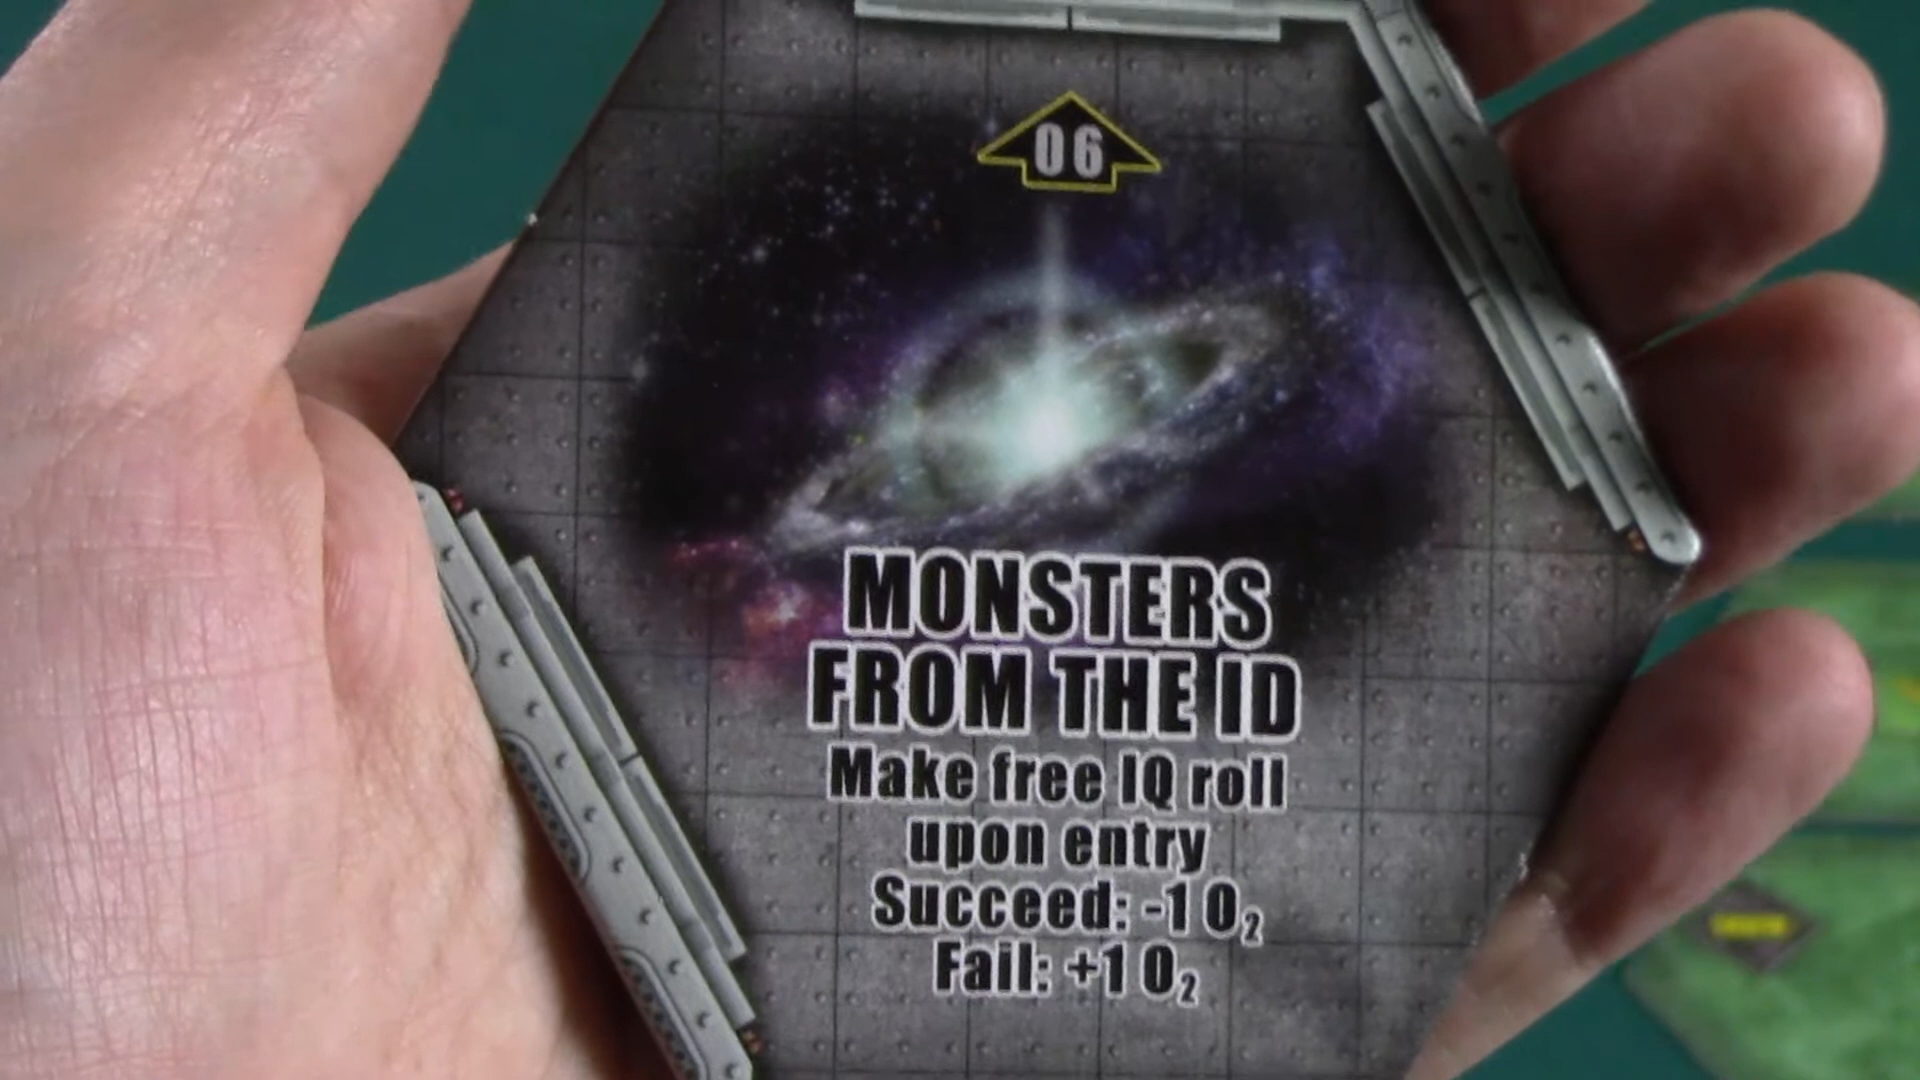 06
MONSTERS
FROM THE ID
Make free IQ roll
upon entry
Succeed: -1 O₂
Fail: +1 O₂